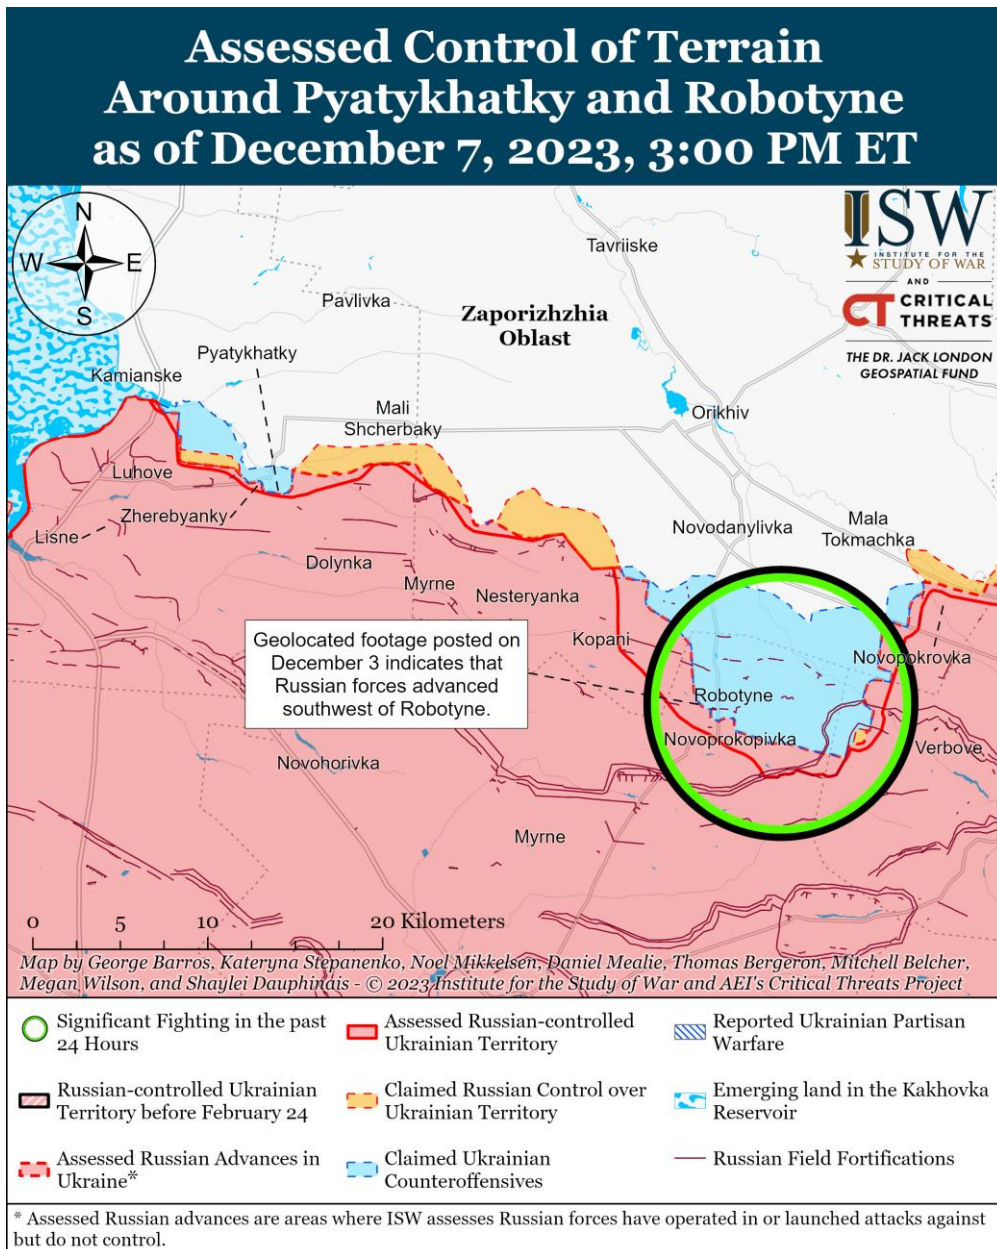 Assessed Control of Terrain
Around Pyatykhatky and Robotyne
as of December 7, 2023, 3:00 PM ET
N
W
E
S
ISW
INSTITUTE FOR THE
STUDY OF WAR
AND
CT CRITICAL
THREATS
THE DR. JACK LONDON
GEOSPATIAL FUND
Tavriiske
Pavlivka
Zaporizhzhia
Oblast
Pyatykhatky
Kamianske
Mali
Shcherbaky
Orikhiv
Luhove
Zherebyanky
Lisne
Novodanylivka
Mala
Tokmachka
Dolynka
Myrne
Nesteryanka
Kopani
Geolocated footage posted on
December 3 indicates that
Russian forces advanced
southwest of Robotyne.
Novopokrovka
Robotyne
Novoprokopivka
Verbove
Novohorivka
Myrne
0 5 10 20 Kilometers
Map by George Barros, Kateryna Stepanenko, Noel Mikkelsen, Daniel Mealie, Thomas Bergeron, Mitchell Belcher,
Megan Wilson, and Shaylei Dauphinais - © 2023 Institute for the Study of War and AEI's Critical Threats Project
Significant Fighting in the past
24 Hours
Russian-controlled Ukrainian
Territory before February 24
Assessed Russian Advances in
Ukraine*
Assessed Russian-controlled
Ukrainian Territory
Claimed Russian Control over
Ukrainian Territory
Claimed Ukrainian
Counteroffensives
Reported Ukrainian Partisan
Warfare
Emerging land in the Kakhovka
Reservoir
Russian Field Fortifications
* Assessed Russian advances are areas where ISW assesses Russian forces have operated in or launched attacks against
but do not control.